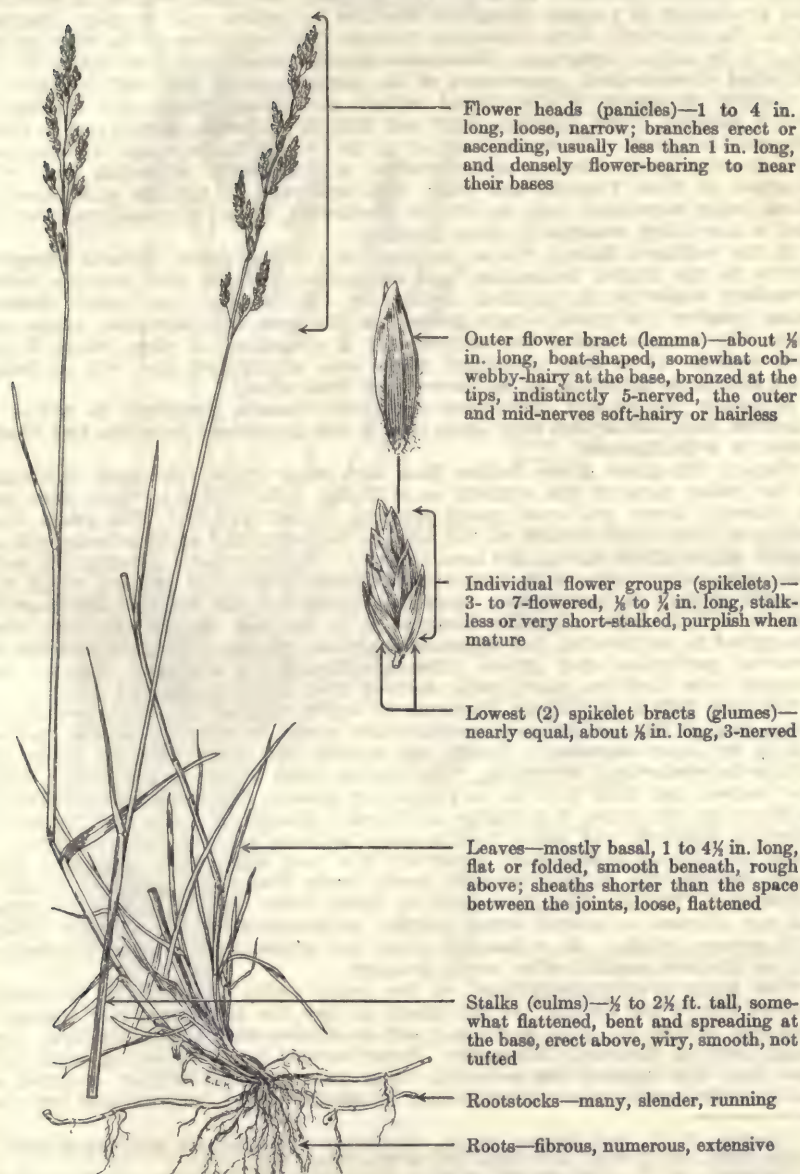 Flower heads (panicles)—1 to 4 in.
long, loose, narrow; branches erect or
ascending, usually less than 1 in. long,
and densely flower-bearing to near
their bases
Outer flower bract (lemma)—about ⅛
in. long, boat-shaped, somewhat cob-
webby-hairy at the base, bronzed at the
tips, indistinctly 5-nerved, the outer
and mid-nerves soft-hairy or hairless
Individual flower groups (spikelets)—
3- to 7-flowered, ⅛ to ¼ in. long, stalk-
less or very short-stalked, purplish when
mature
Lowest (2) spikelet bracts (glumes)—
nearly equal, about ⅛ in. long, 3-nerved
Leaves—mostly basal, 1 to 4½ in. long,
flat or folded, smooth beneath, rough
above; sheaths shorter than the space
between the joints, loose, flattened
Stalks (culms)—½ to 2½ ft. tall, some-
what flattened, bent and spreading at
the base, erect above, wiry, smooth, not
tufted
Rootstocks—many, slender, running
Roots—fibrous, numerous, extensive